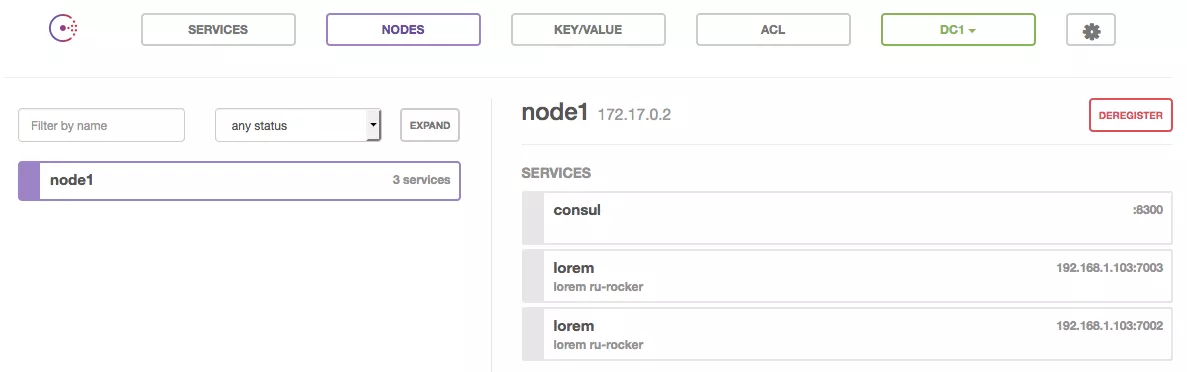 SERVICES NODES KEY/VALUE ACL DC1
Filter by name any status EXPAND
node1 3 services
node1 172.17.0.2 DEREGISTER
SERVICES
consul :8300
lorem 192.168.1.103:7003
lorem ru-rocker
lorem 192.168.1.103:7002
lorem ru-rocker